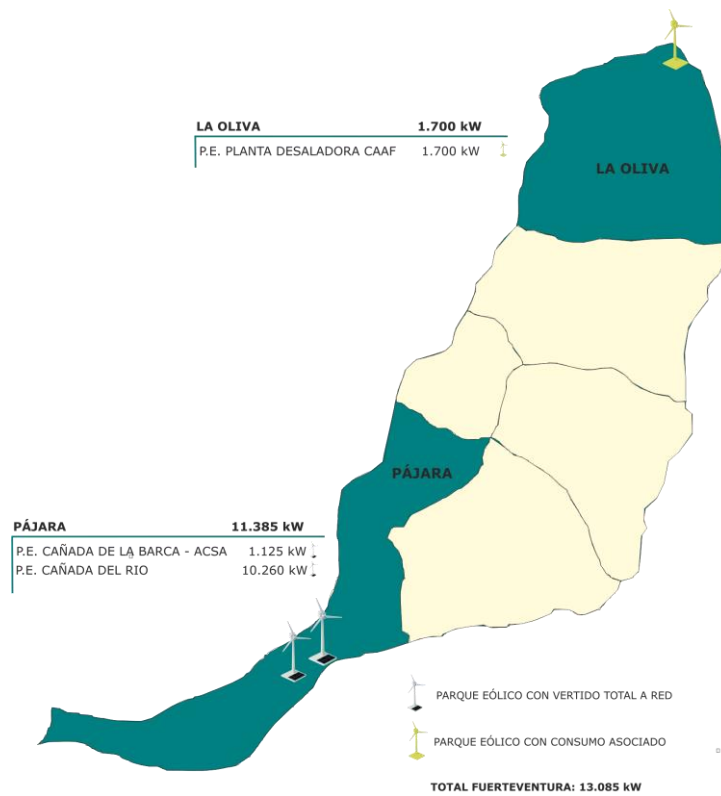 LA OLIVA 1.700 kW
P.E. PLANTA DESALADORA CAAF 1.700 kW
LA OLIVA
PÁJARA
PÁJARA 11.385 kW
P.E. CAÑADA DE LA BARCA - ACSA 1.125 kW
P.E. CAÑADA DEL RIO 10.260 kW
PARQUE EÓLICO CON VERTIDO TOTAL A RED
PARQUE EÓLICO CON CONSUMO ASOCIADO
TOTAL FUERTEVENTURA: 13.085 kW